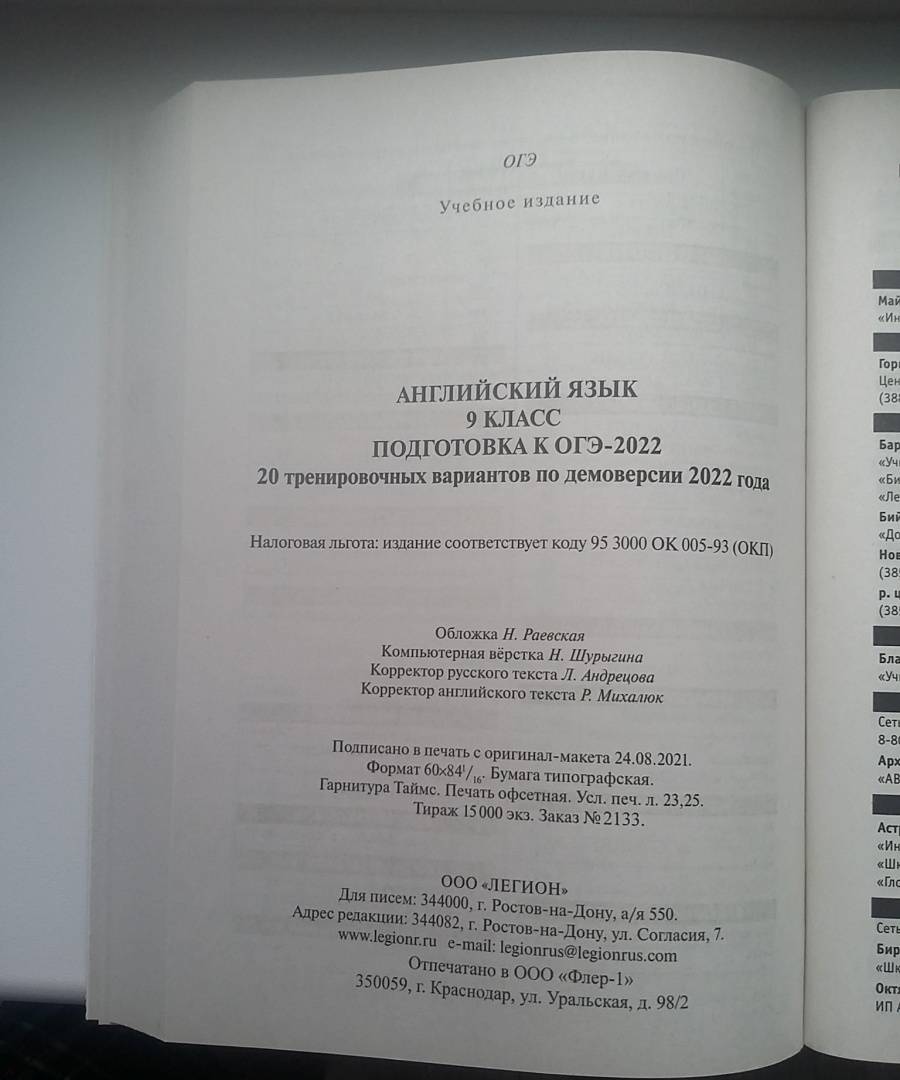 ОГЭ
Учебное издание
АНГЛИЙСКИЙ ЯЗЫК
9 КЛАСС
ПОДГОТОВКА К ОГЭ-2022
20 тренировочных вариантов по демоверсии 2022 года
Налоговая льгота: издание соответствует коду 95 3000 ОК 005-93 (ОКП)
Обложка Н. Раевская
Компьютерная вёрстка Н. Шурыгина
Корректор русского текста Л. Андрецова
Корректор английского текста Р. Михалюк
Подписано в печать с оригинал-макета 24.08.2021.
Формат 60×84¹/₁₆. Бумага типографская.
Гарнитура Таймс. Печать офсетная. Усл. печ. л. 23,25.
Тираж 15 000 экз. Заказ № 2133.
ООО «ЛЕГИОН»
Для писем: 344000, г. Ростов-на-Дону, а/я 550.
Адрес редакции: 344082, г. Ростов-на-Дону, ул. Согласия, 7.
www.legionr.ru e-mail: legionrus@legionrus.com
Отпечатано в ООО «Флер-1»
350059, г. Краснодар, ул. Уральская, д. 98/2